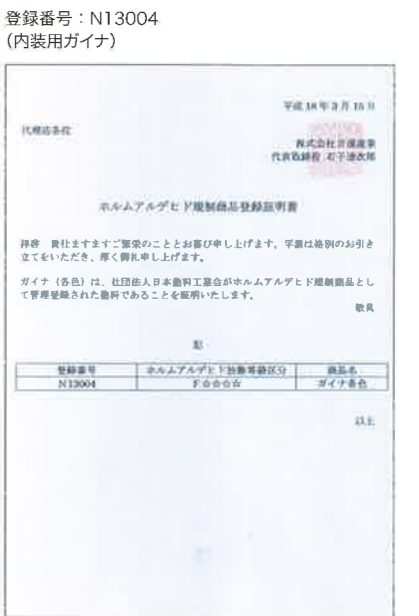 登録番号：N13004
(内装用ガイナ)
平成 18 年 3 月 15 日
代理店各位
株式会社日進産業
代表取締役 石子達次郎
ホルムアルデヒド規制商品登録証明書
拝啓　貴社ますますご繁栄のこととお喜び申し上げます。平素は格別のお引き
立てをいただき、厚く御礼申し上げます。
ガイナ（各色）は、社団法人日本塗料工業会がホルムアルデヒド規制商品とし
て管理登録された塗料であることを証明いたします。
敬具
記
登録番号 ホルムアルデヒド放散等級区分 商品名
N13004 F☆☆☆☆ ガイナ各色
以上